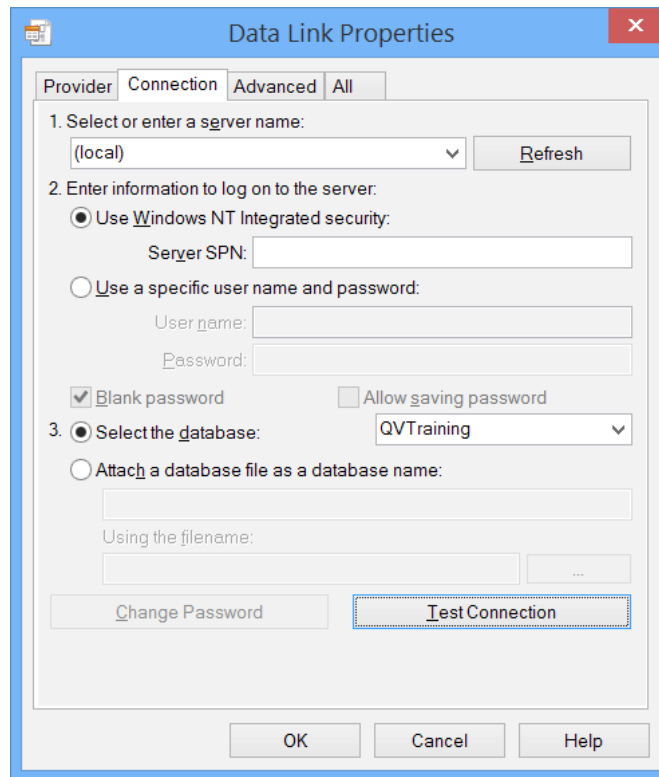 Data Link Properties
Provider Connection Advanced All
1. Select or enter a server name:
(local) Refresh
2. Enter information to log on to the server:
Use Windows NT Integrated security:
Server SPN:
Use a specific user name and password:
User name:
Password:
Blank password Allow saving password
3. Select the database: QVTraining
Attach a database file as a database name:
Using the filename:
...
Change Password Test Connection
OK Cancel Help